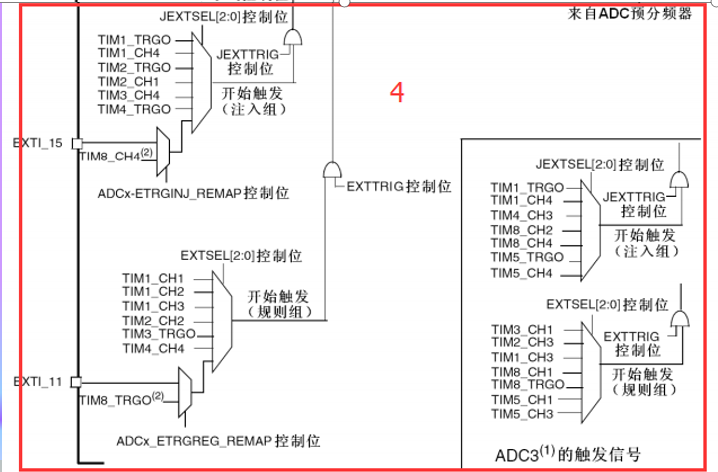 JEXTSEL[2:0]控制位
来自ADC预分频器
TIM1_TRGO
TIM1_CH4
TIM2_TRGO
TIM2_CH1
TIM3_CH4
TIM4_TRGO
JEXTTRIG
控制位
开始触发
(注入组)
4
EXTI_15
TIM8_CH4(2)
ADCx-ETRGINJ_REMAP控制位
EXTTRIG控制位
EXTSEL[2:0]控制位
TIM1_CH1
TIM1_CH2
TIM1_CH3
TIM2_CH2
TIM3_TRGO
TIM4_CH4
开始触发
(规则组)
EXTI_11
TIM8_TRGO(2)
ADCx_ETRGREG_REMAP控制位
JEXTSEL[2:0]控制位
TIM1_TRGO
TIM1_CH4
TIM4_CH3
TIM8_CH2
TIM8_CH4
TIM5_TRGO
TIM5_CH4
JEXTTRIG
控制位
开始触发
(注入组)
EXTSEL[2:0]控制位
TIM3_CH1
TIM2_CH3
TIM1_CH3
TIM8_CH1
TIM8_TRGO
TIM5_CH1
TIM5_CH3
EXTTRIG
控制位
开始触发
(规则组)
ADC3(1)的触发信号